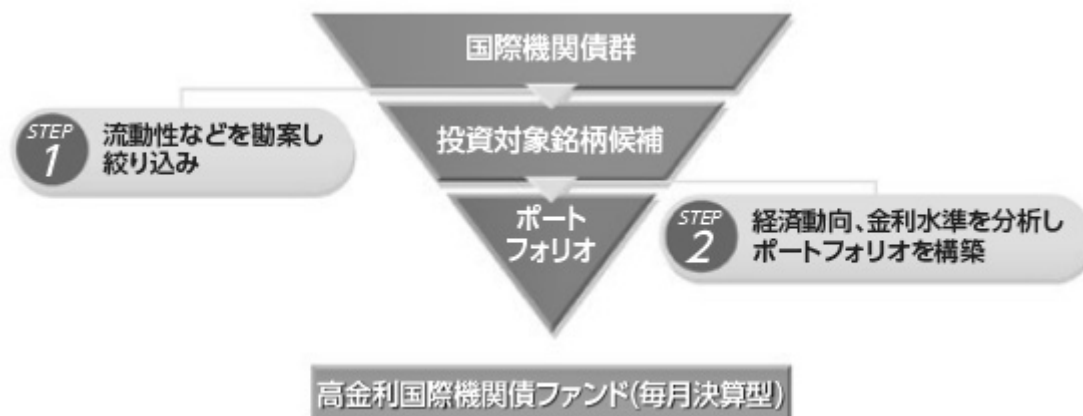 国際機関債群
STEP
1
流動性などを勘案し
絞り込み
投資対象銘柄候補
ポート
フォリオ
STEP
2
経済動向、金利水準を分析し
ポートフォリオを構築
高金利国際機関債ファンド(毎月決算型)